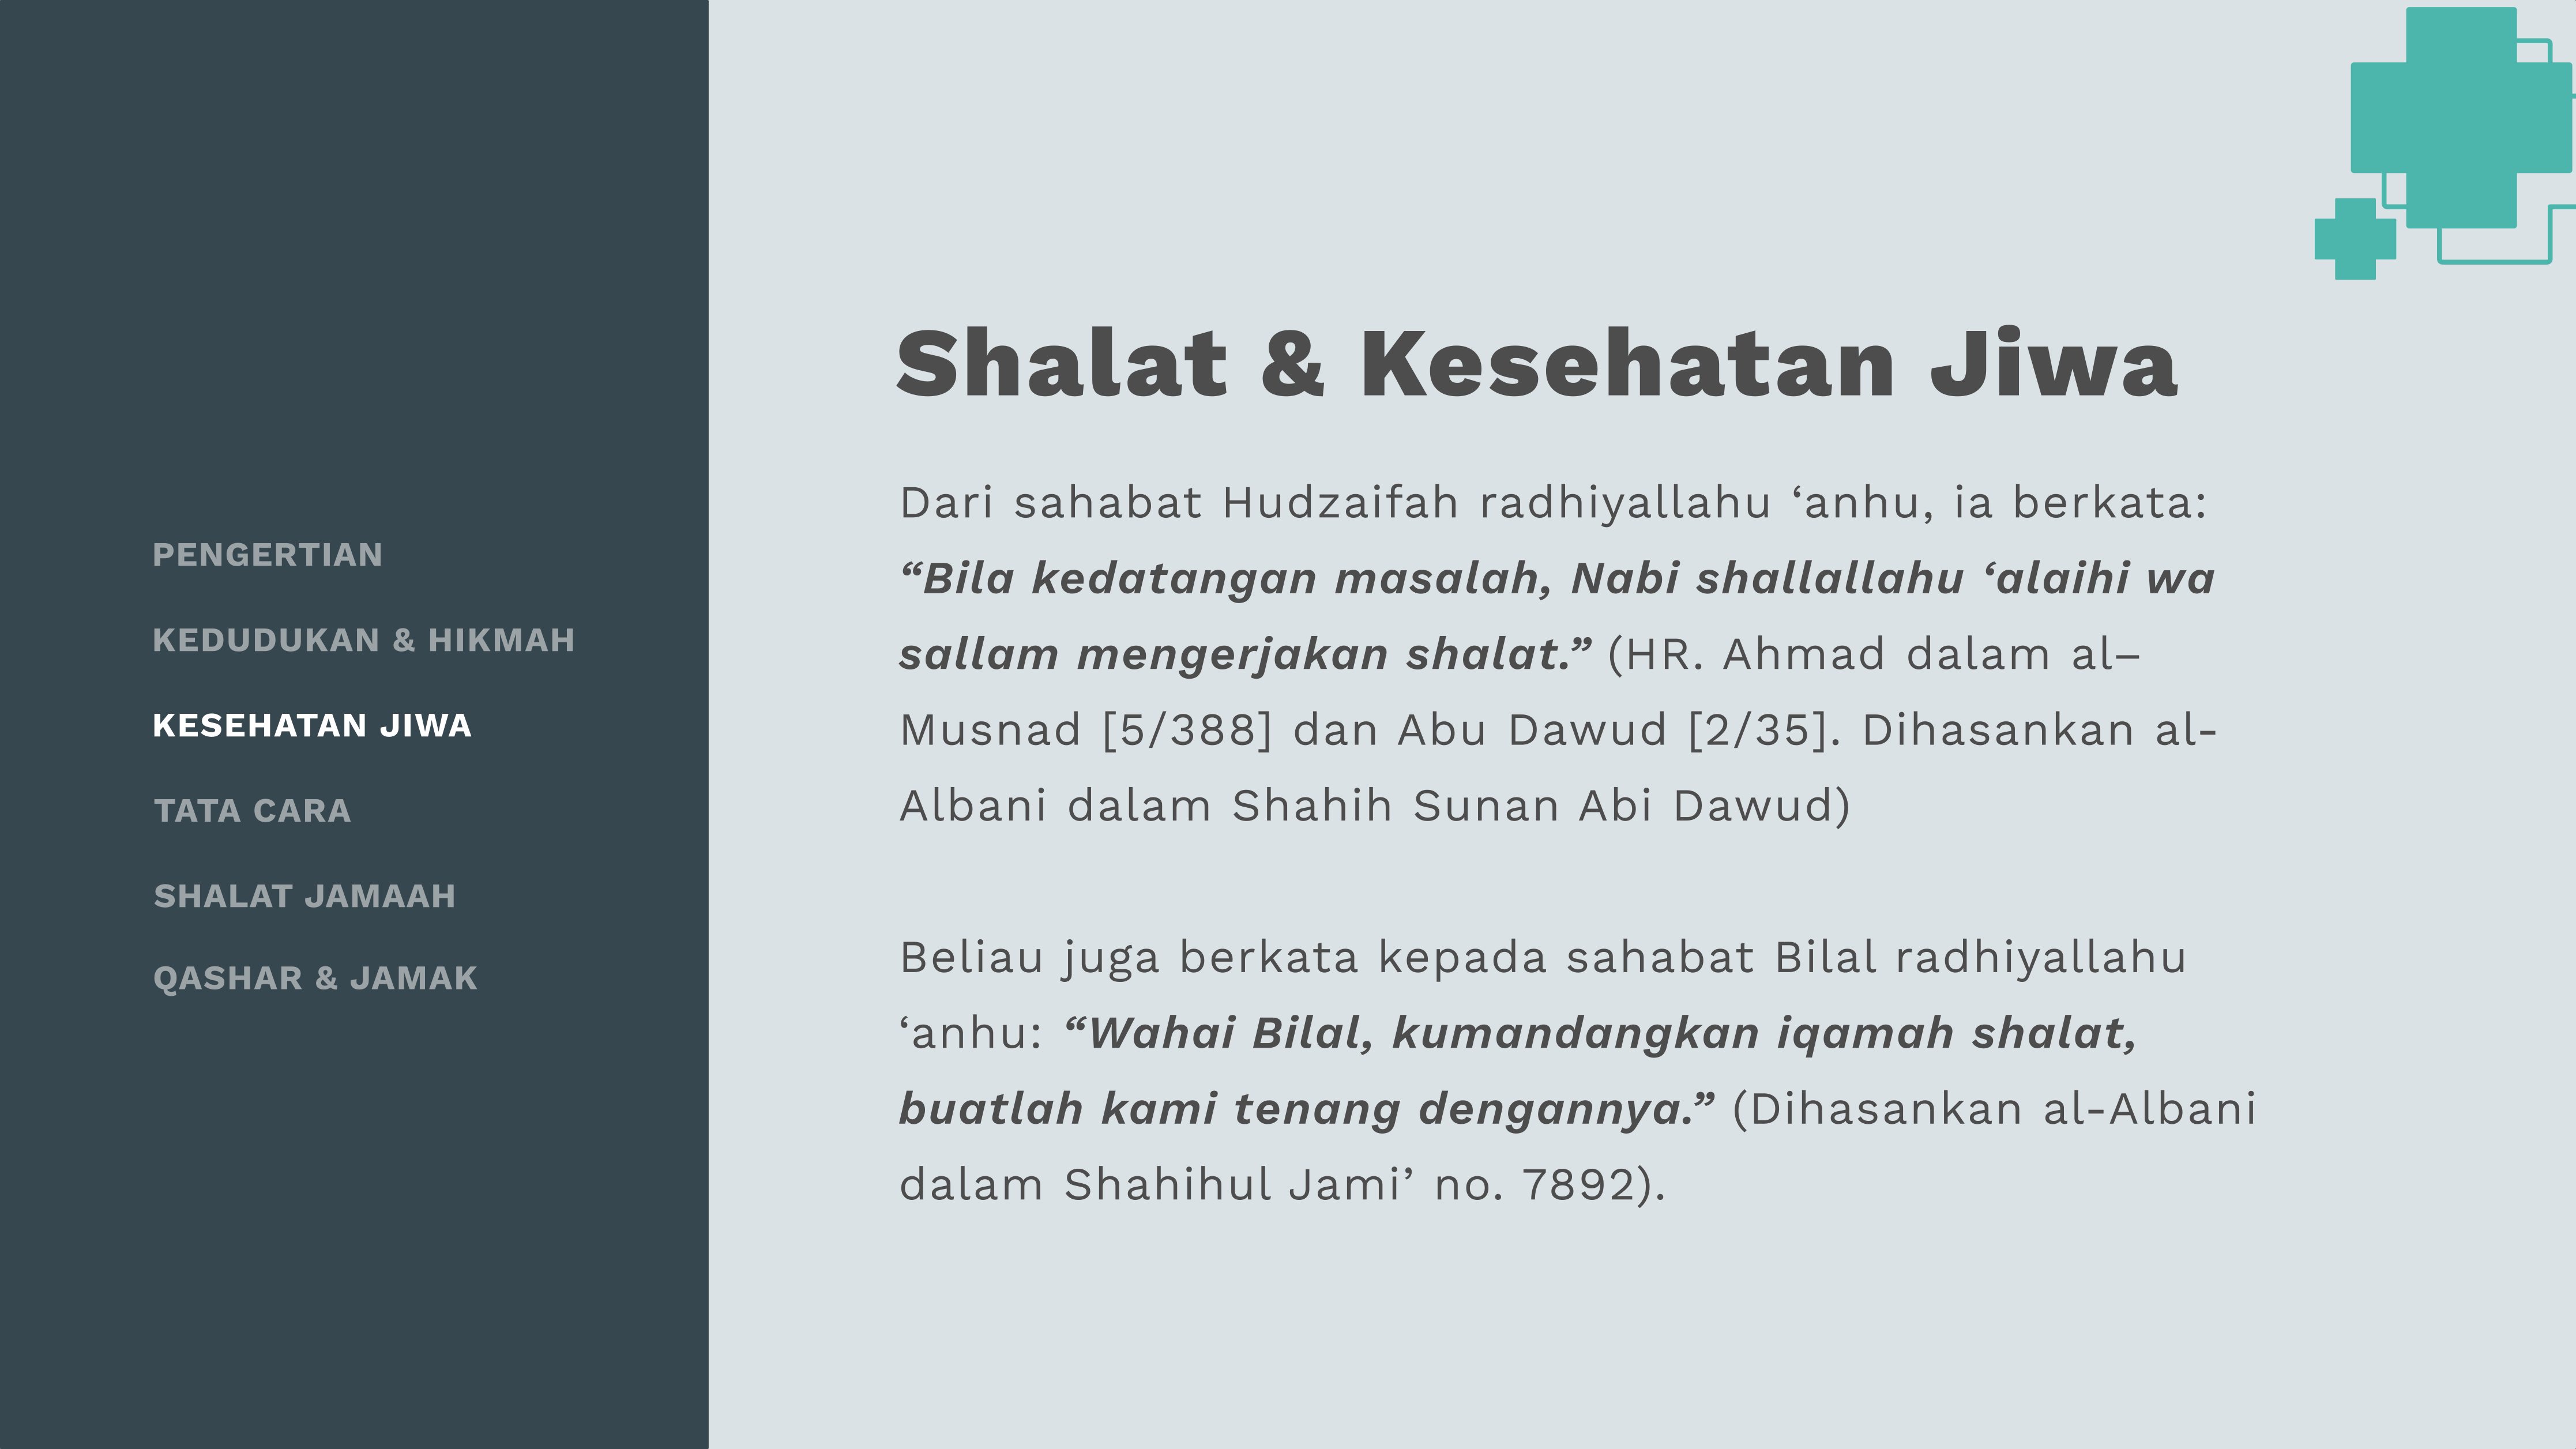 PENGERTIAN
KEDUDUKAN & HIKMAH
KESEHATAN JIWA
TATA CARA
SHALAT JAMAAH
QASHAR & JAMAK
Shalat & Kesehatan Jiwa
Dari sahabat Hudzaifah radhiyallahu ‘anhu, ia berkata:
“Bila kedatangan masalah, Nabi shallallahu ‘alaihi wa
sallam mengerjakan shalat.” (HR. Ahmad dalam al–
Musnad [5/388] dan Abu Dawud [2/35]. Dihasankan al-
Albani dalam Shahih Sunan Abi Dawud)
Beliau juga berkata kepada sahabat Bilal radhiyallahu
‘anhu: “Wahai Bilal, kumandangkan iqamah shalat,
buatlah kami tenang dengannya.” (Dihasankan al-Albani
dalam Shahihul Jami’ no. 7892).